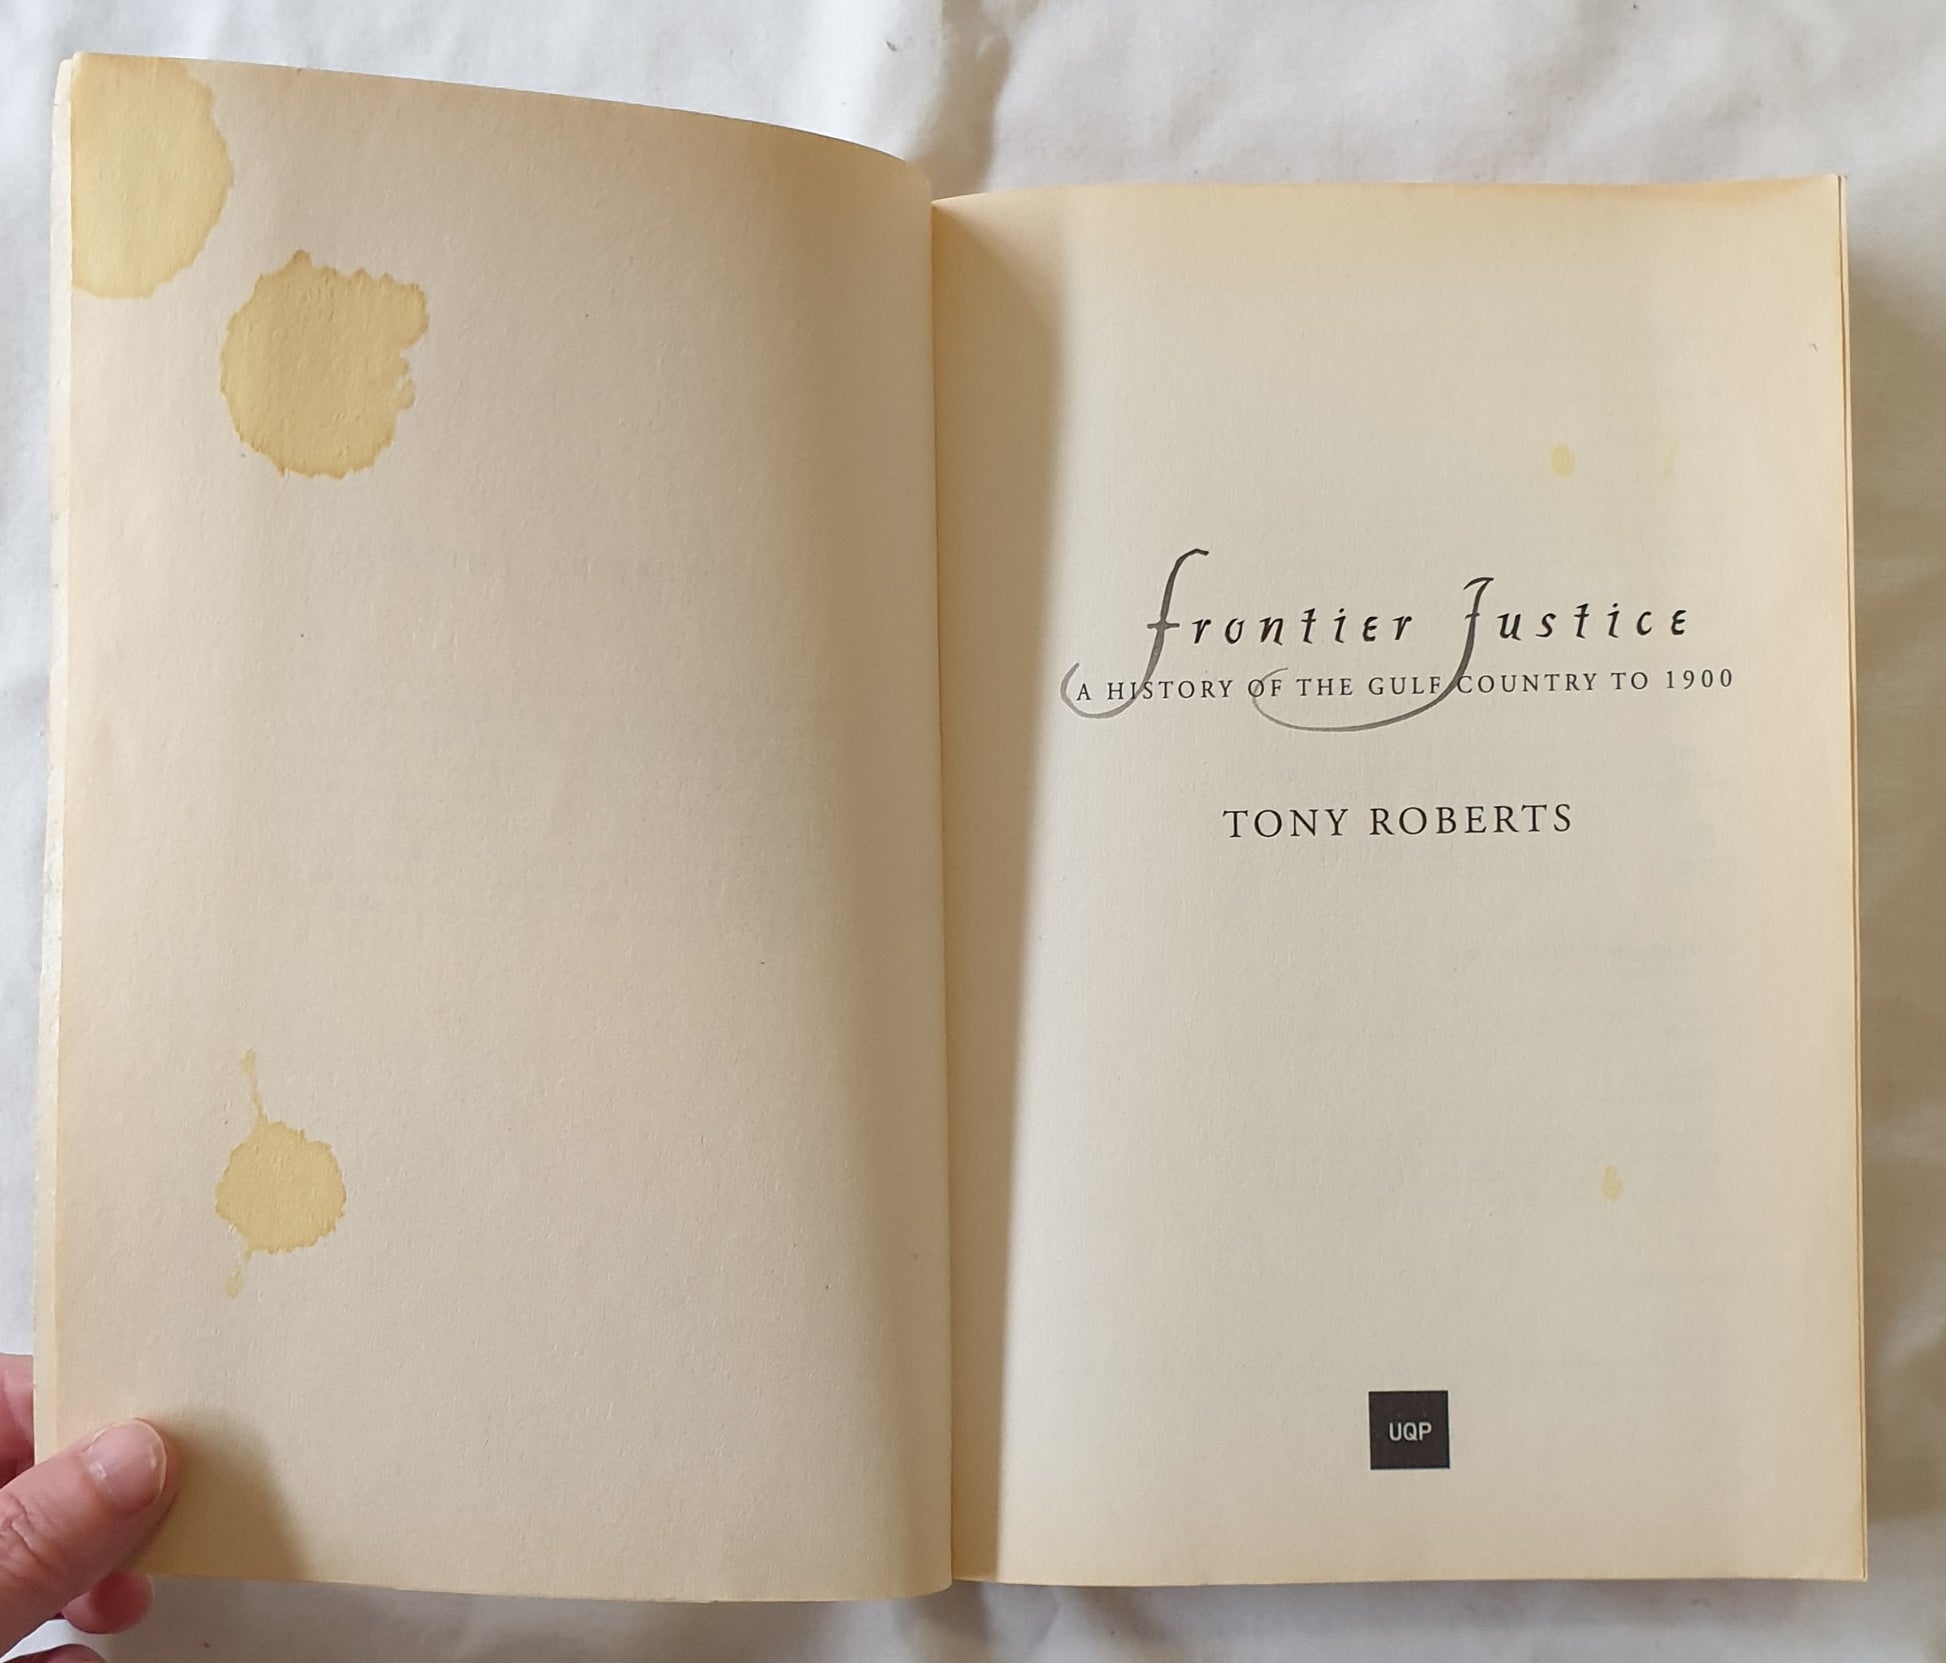 Frontier Justice
A HISTORY OF THE GULF COUNTRY TO 1900
TONY ROBERTS
UQP